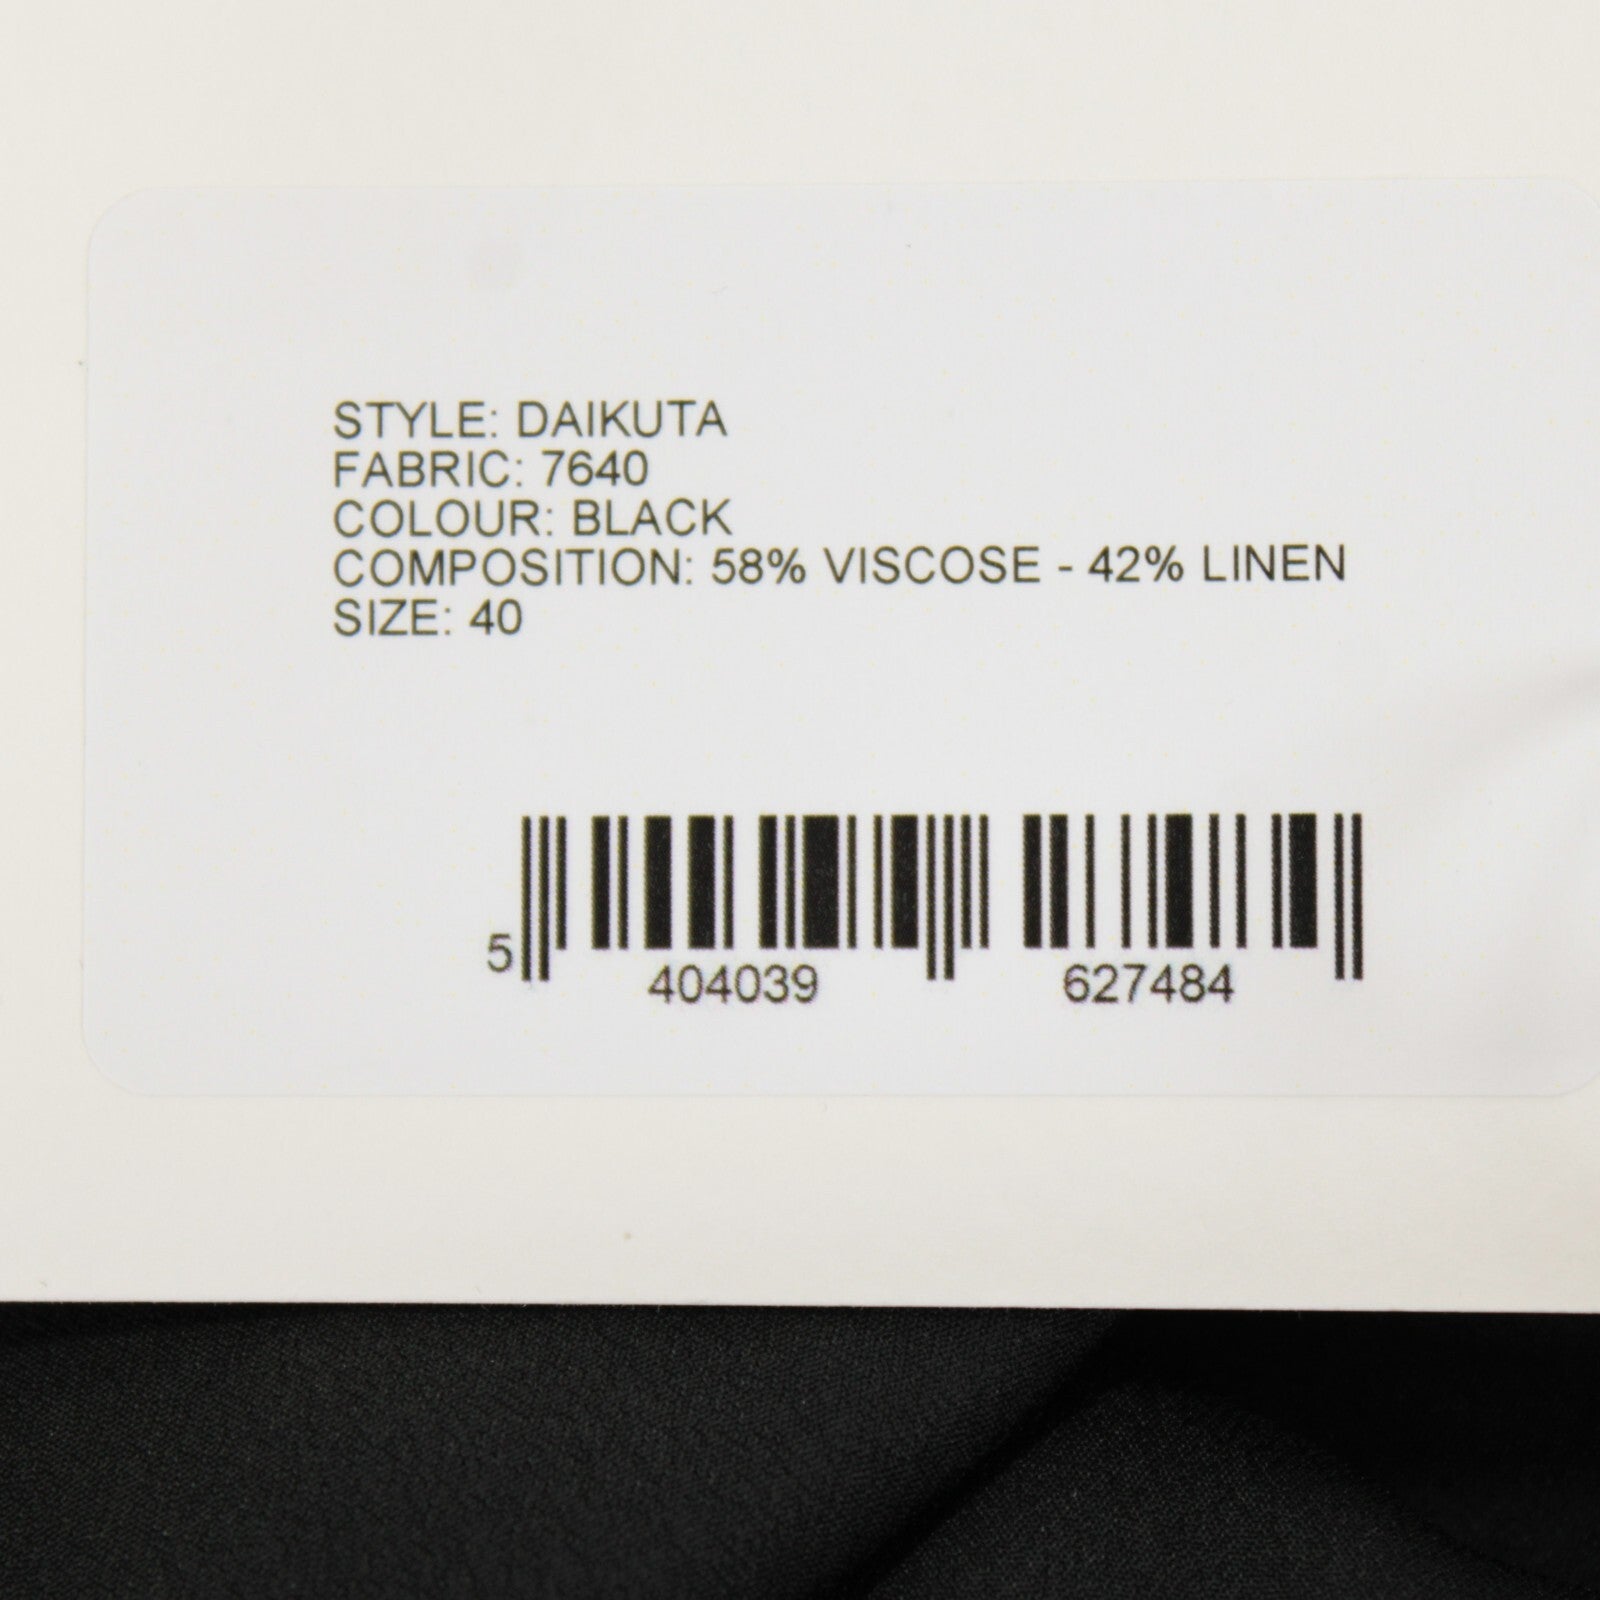 STYLE: DAIKUTA
FABRIC: 7640
COLOUR: BLACK
COMPOSITION: 58% VISCOSE - 42% LINEN
SIZE: 40
5 404039 627484